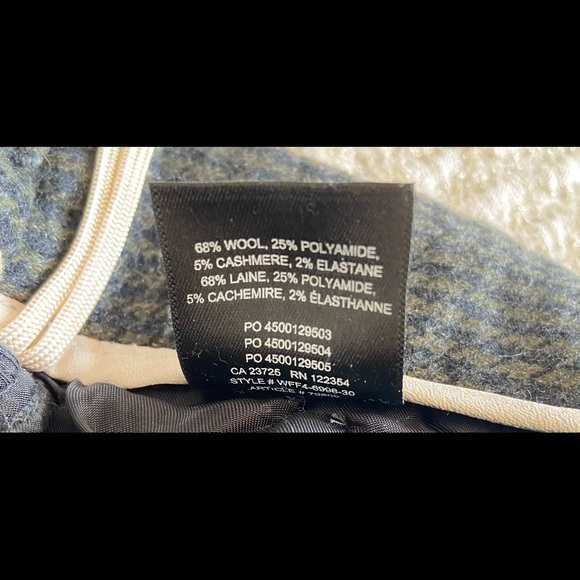 68% WOOL, 25% POLYAMIDE,
5% CASHMERE, 2% ELASTANE
68% LAINE, 25% POLYAMIDE,
5% CACHEMIRE, 2% ÉLASTHANNE
PO 4500129503
PO 4500129504
PO 4500129505
CA 23725 RN 122354
STYLE # WFF4-6998-30
ARTICLE #